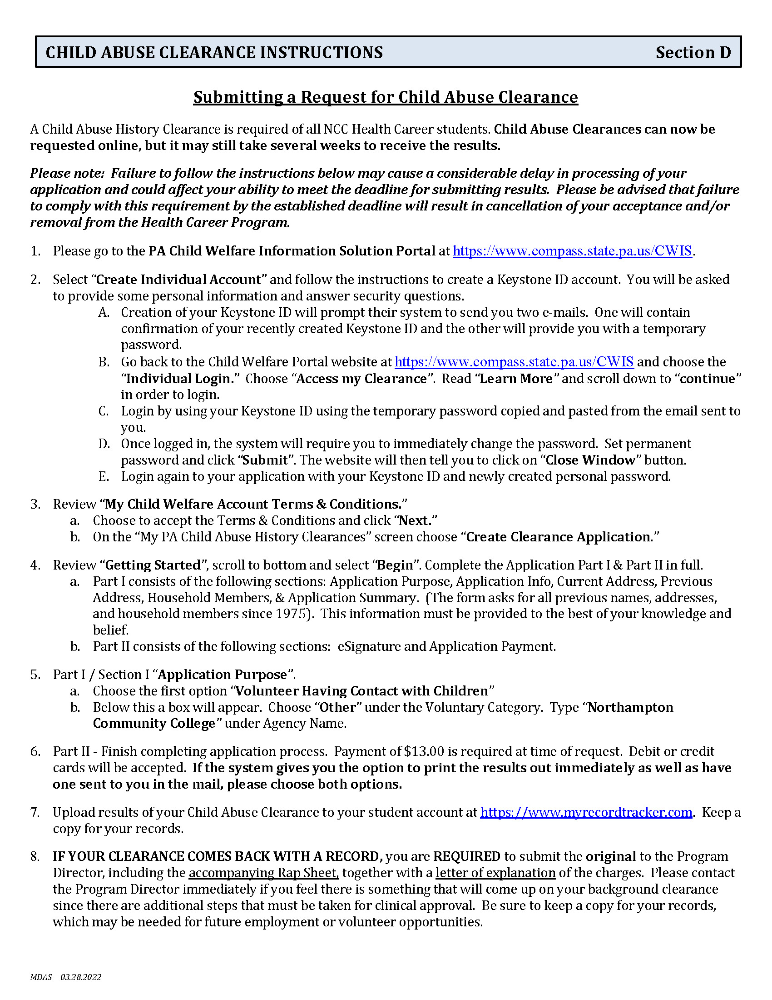 CHILD ABUSE CLEARANCE INSTRUCTIONS Section D
Submitting a Request for Child Abuse Clearance
A Child Abuse History Clearance is required of all NCC Health Career students. Child Abuse Clearances can now be
requested online, but it may still take several weeks to receive the results.
Please note:  Failure to follow the instructions below may cause a considerable delay in processing of your
application and could affect your ability to meet the deadline for submitting results.  Please be advised that failure
to comply with this requirement by the established deadline will result in cancellation of your acceptance and/or
removal from the Health Career Program.
1. Please go to the PA Child Welfare Information Solution Portal at https://www.compass.state.pa.us/CWIS.
2. Select “Create Individual Account” and follow the instructions to create a Keystone ID account.  You will be asked
to provide some personal information and answer security questions.
A. Creation of your Keystone ID will prompt their system to send you two e-mails.  One will contain
confirmation of your recently created Keystone ID and the other will provide you with a temporary
password.
B. Go back to the Child Welfare Portal website at https://www.compass.state.pa.us/CWIS and choose the
“Individual Login.”  Choose “Access my Clearance”.  Read “Learn More” and scroll down to “continue”
in order to login.
C. Login by using your Keystone ID using the temporary password copied and pasted from the email sent to
you.
D. Once logged in, the system will require you to immediately change the password.  Set permanent
password and click “Submit”. The website will then tell you to click on “Close Window” button.
E. Login again to your application with your Keystone ID and newly created personal password.
3. Review “My Child Welfare Account Terms & Conditions.”
a. Choose to accept the Terms & Conditions and click “Next.”
b. On the “My PA Child Abuse History Clearances” screen choose “Create Clearance Application.”
4. Review “Getting Started”, scroll to bottom and select “Begin”. Complete the Application Part I & Part II in full.
a. Part I consists of the following sections: Application Purpose, Application Info, Current Address, Previous
Address, Household Members, & Application Summary.  (The form asks for all previous names, addresses,
and household members since 1975).  This information must be provided to the best of your knowledge and
belief.
b. Part II consists of the following sections:  eSignature and Application Payment.
5. Part I / Section I “Application Purpose”.
a. Choose the first option “Volunteer Having Contact with Children”
b. Below this a box will appear.  Choose “Other” under the Voluntary Category.  Type “Northampton
Community College” under Agency Name.
6. Part II - Finish completing application process.  Payment of $13.00 is required at time of request.  Debit or credit
cards will be accepted.  If the system gives you the option to print the results out immediately as well as have
one sent to you in the mail, please choose both options.
7. Upload results of your Child Abuse Clearance to your student account at https://www.myrecordtracker.com.  Keep a
copy for your records.
8. IF YOUR CLEARANCE COMES BACK WITH A RECORD, you are REQUIRED to submit the original to the Program
Director, including the accompanying Rap Sheet, together with a letter of explanation of the charges.  Please contact
the Program Director immediately if you feel there is something that will come up on your background clearance
since there are additional steps that must be taken for clinical approval.  Be sure to keep a copy for your records,
which may be needed for future employment or volunteer opportunities.
MDAS – 03.28.2022